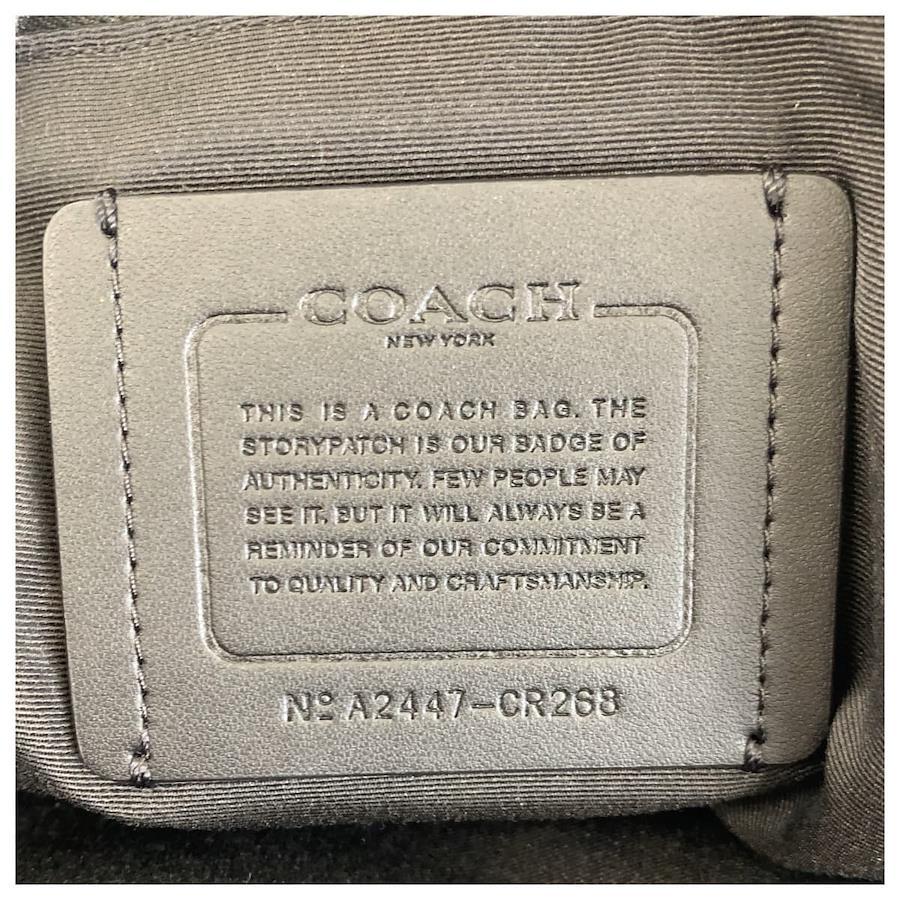 COACH
NEW YORK
THIS IS A COACH BAG. THE
STORYPATCH IS OUR BADGE OF
AUTHENTICITY. FEW PEOPLE MAY
SEE IT, BUT IT WILL ALWAYS BE A
REMINDER OF OUR COMMITMENT
TO QUALITY AND CRAFTSMANSHIP.
Nº A2447-CR268